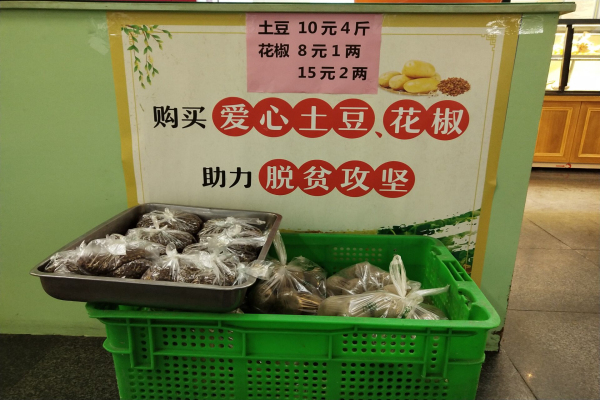 土豆 10元4斤
花椒 8元1两
15元2两
购买爱心土豆、花椒
助力脱贫攻坚